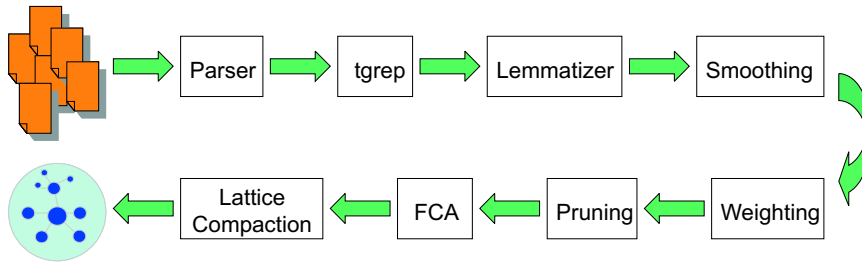 Parser
tgrep
Lemmatizer
Smoothing
Weighting
Pruning
FCA
Lattice
Compaction